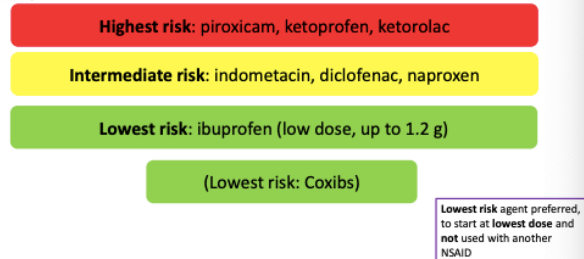 Highest risk: piroxicam, ketoprofen, ketorolac
Intermediate risk: indometacin, diclofenac, naproxen
Lowest risk: ibuprofen (low dose, up to 1.2 g)
(Lowest risk: Coxibs)
Lowest risk agent preferred,
to start at lowest dose and
not used with another
NSAID